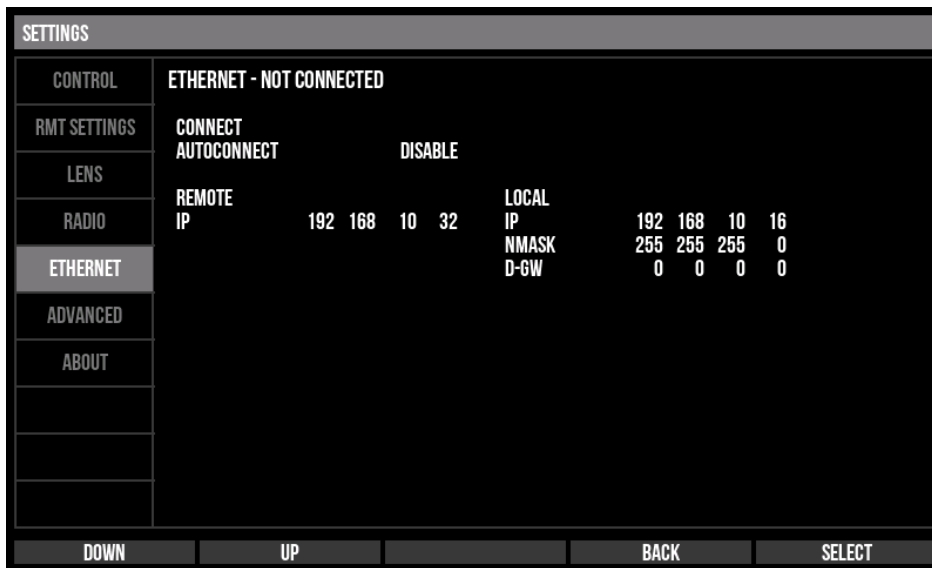 SETTINGS
CONTROL
RMT SETTINGS
LENS
RADIO
ETHERNET
ADVANCED
ABOUT
ETHERNET - NOT CONNECTED
CONNECT
AUTOCONNECT DISABLE
REMOTE
IP 192 168 10 32
LOCAL
IP 192 168 10 16
NMASK 255 255 255 0
D-GW 0 0 0 0
DOWN UP BACK SELECT